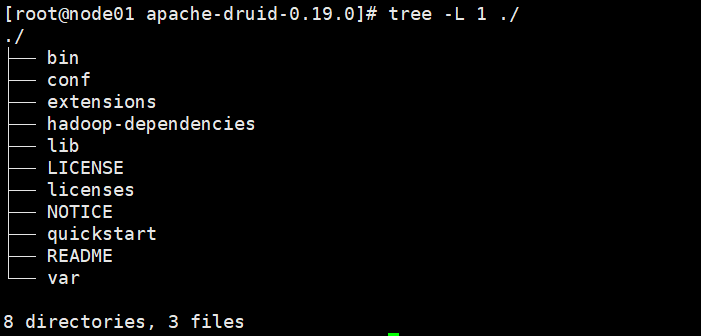 [root@node01 apache-druid-0.19.0]# tree -L 1 ./
./
├── bin
├── conf
├── extensions
├── hadoop-dependencies
├── lib
├── LICENSE
├── licenses
├── NOTICE
├── quickstart
├── README
└── var
8 directories, 3 files